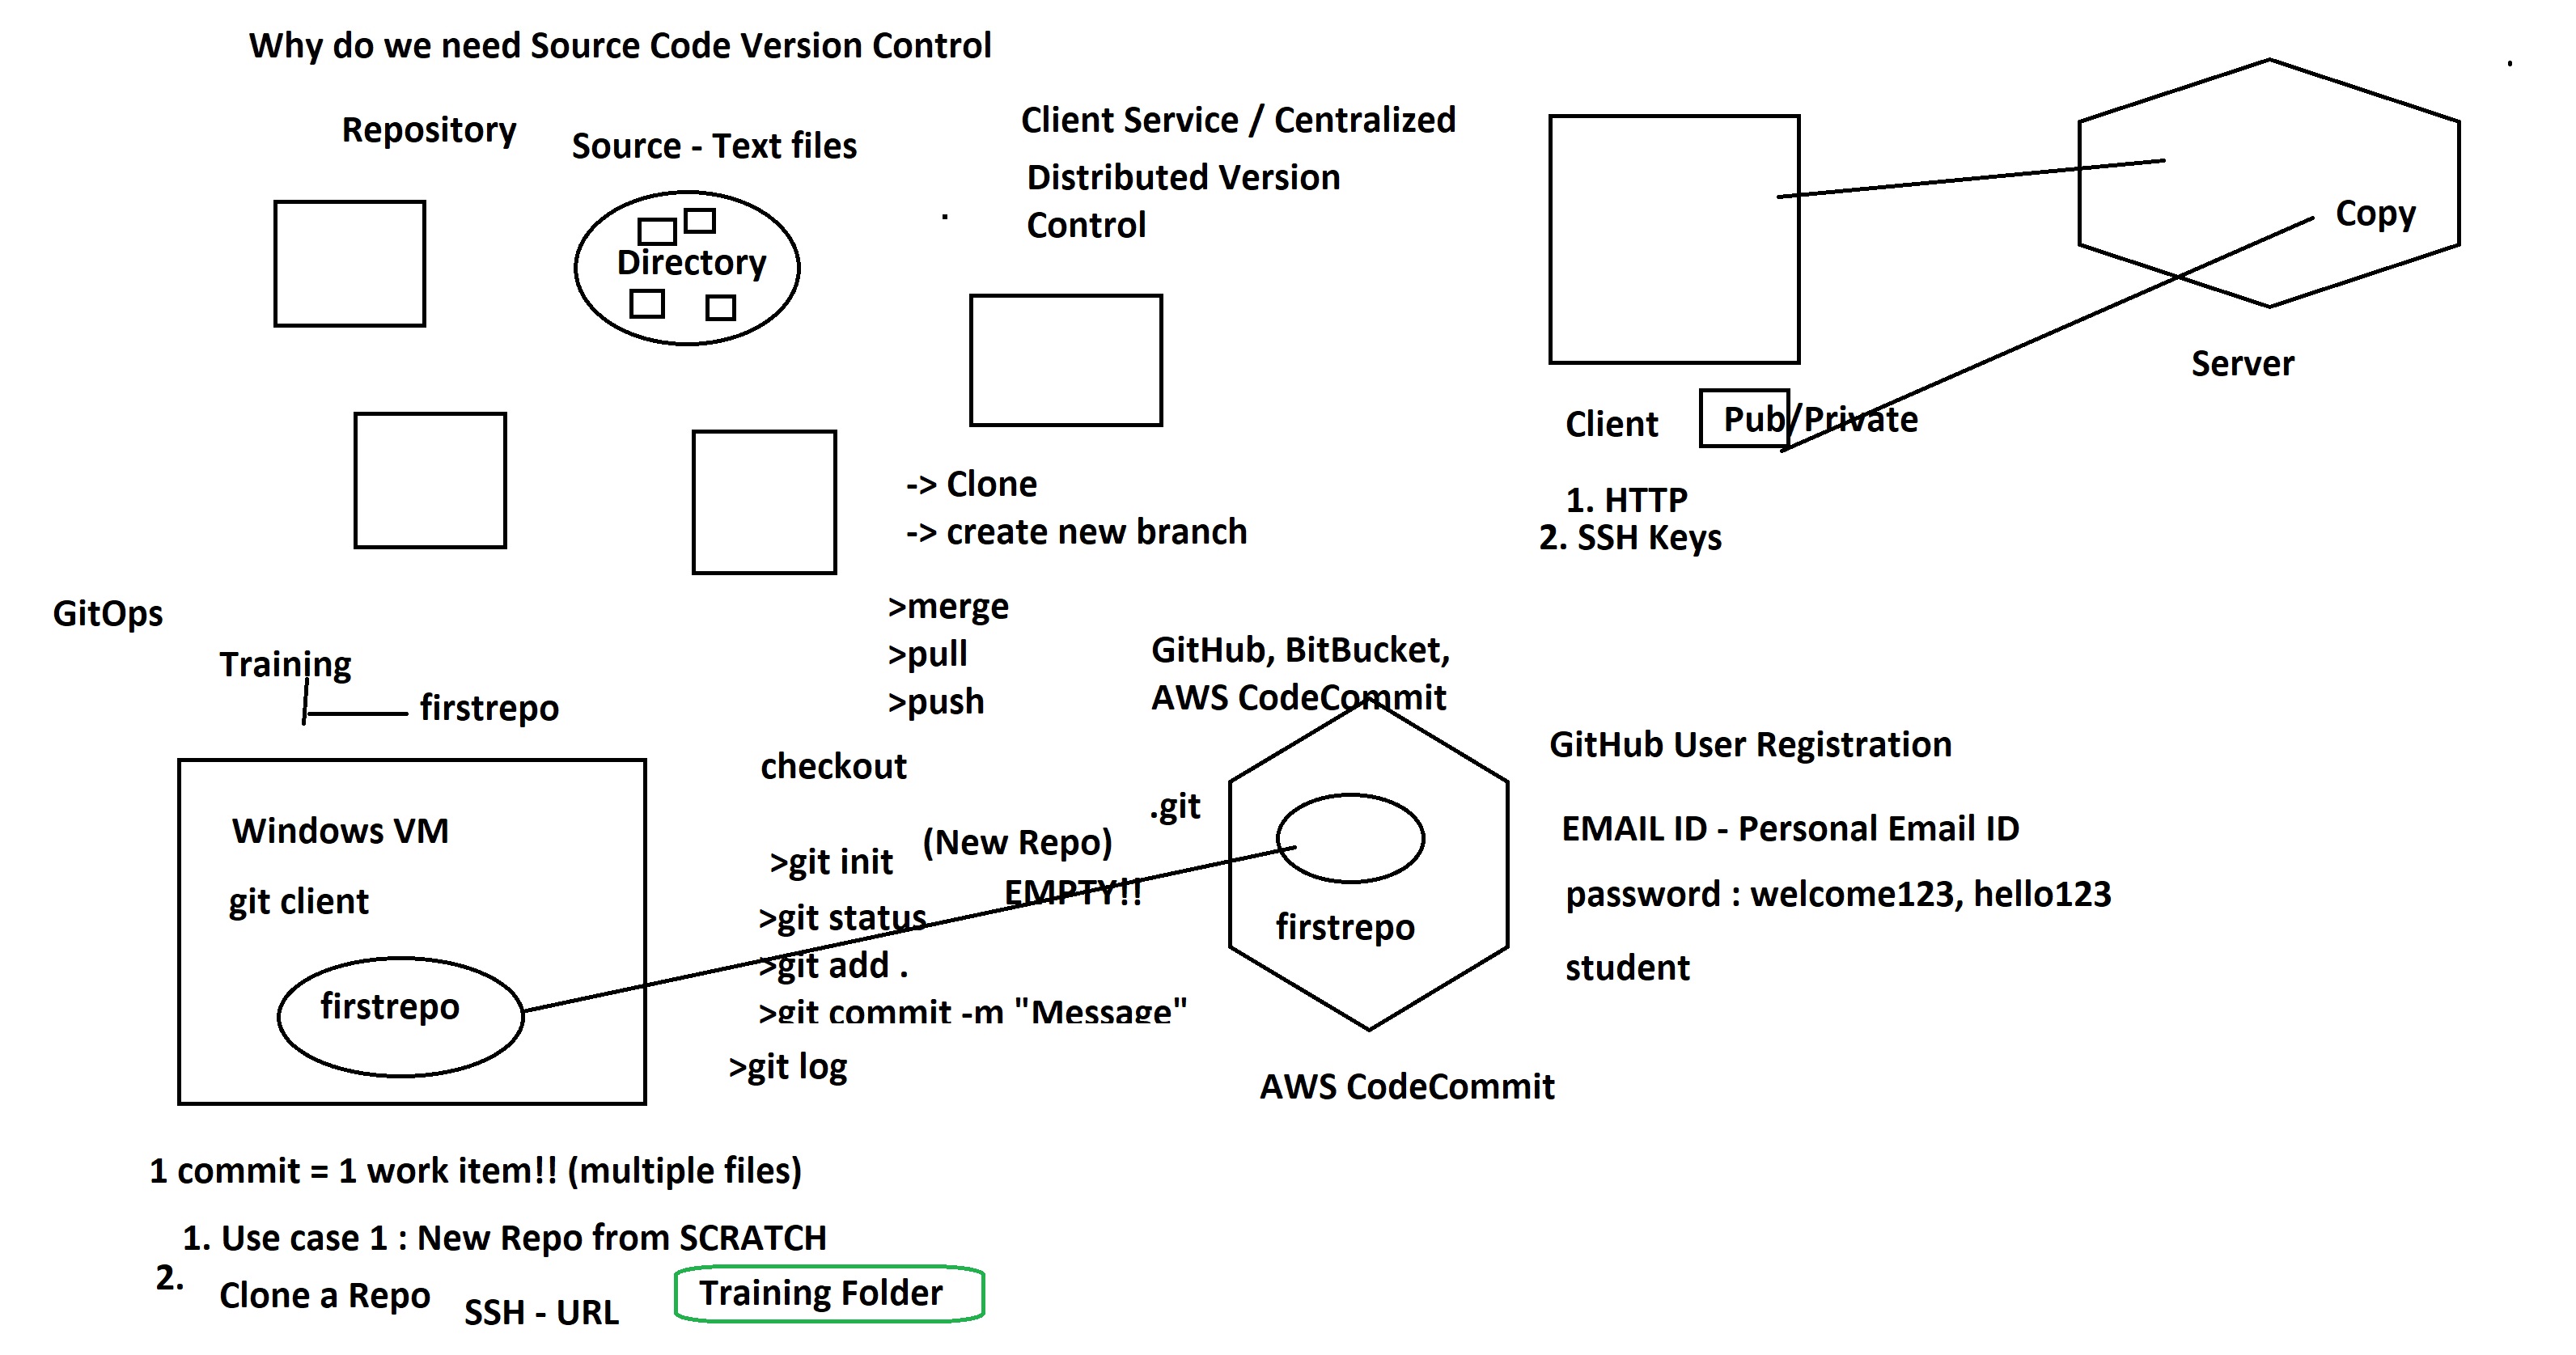 Why do we need Source Code Version Control
Repository
Source - Text files
Directory
Client Service / Centralized
Distributed Version
Control
Copy
Server
Client
Pub/Private
1. HTTP
2. SSH Keys
-> Clone
-> create new branch
>merge
>pull
>push
GitOps
Training
firstrepo
GitHub, BitBucket,
AWS CodeCommit
checkout
.git
(New Repo)
EMPTY!!
>git init
>git status
>git add .
>git commit -m "Message"
>git log
Windows VM
git client
firstrepo
firstrepo
AWS CodeCommit
GitHub User Registration
EMAIL ID - Personal Email ID
password : welcome123, hello123
student
1 commit = 1 work item!! (multiple files)
1. Use case 1 : New Repo from SCRATCH
2.
Clone a Repo
SSH - URL
Training Folder